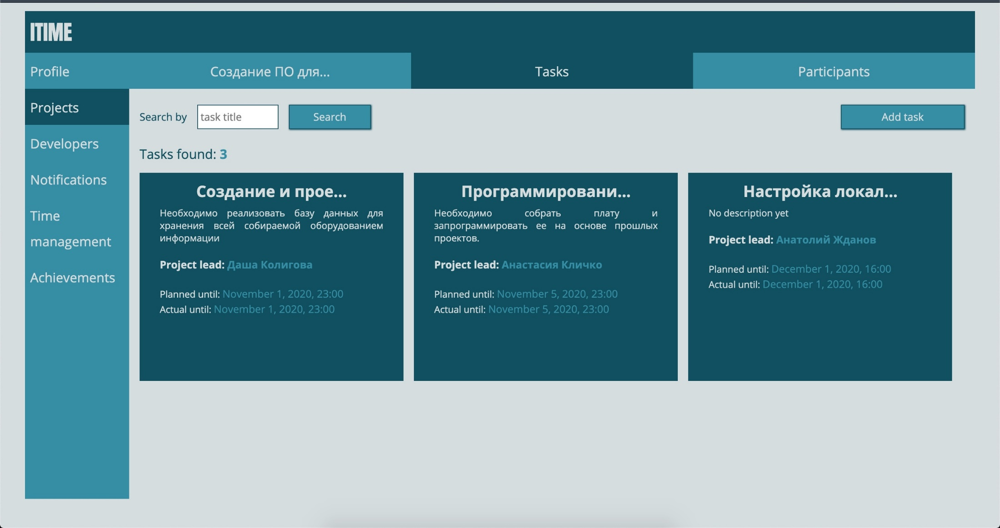 ITIME
Profile
Создание ПО для...
Tasks
Participants
Projects
Developers
Notifications
Time
management
Achievements
Search by
task title
Search
Add task
Tasks found: 3
Создание и прое...
Необходимо реализовать базу данных для
хранения всей собираемой оборудованием
информации
Project lead: Даша Колигова
Planned until: November 1, 2020, 23:00
Actual until: November 1, 2020, 23:00
Программировани...
Необходимо собрать плату и
запрограммировать ее на основе прошлых
проектов.
Project lead: Анастасия Кличко
Planned until: November 5, 2020, 23:00
Actual until: November 5, 2020, 23:00
Настройка локал...
No description yet
Project lead: Анатолий Жданов
Planned until: December 1, 2020, 16:00
Actual until: December 1, 2020, 16:00